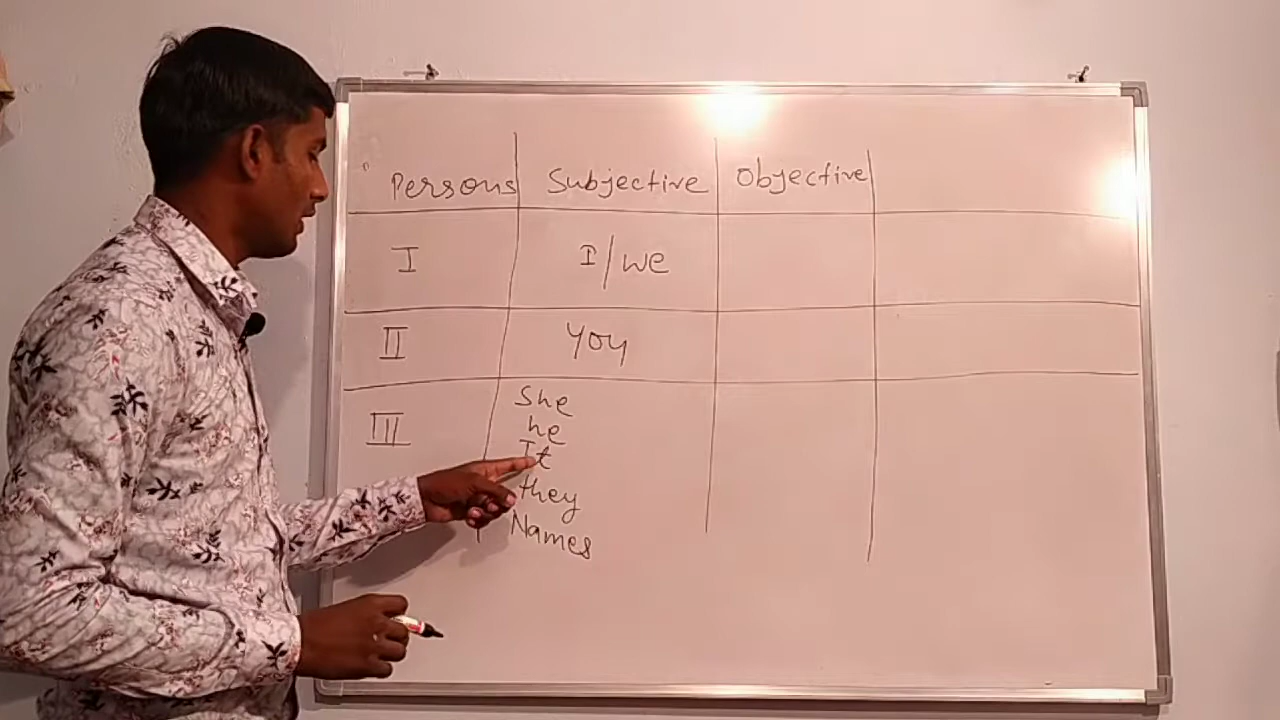 Persons Subjective Objective
I I/we
II you
III She
he
It
they
Names